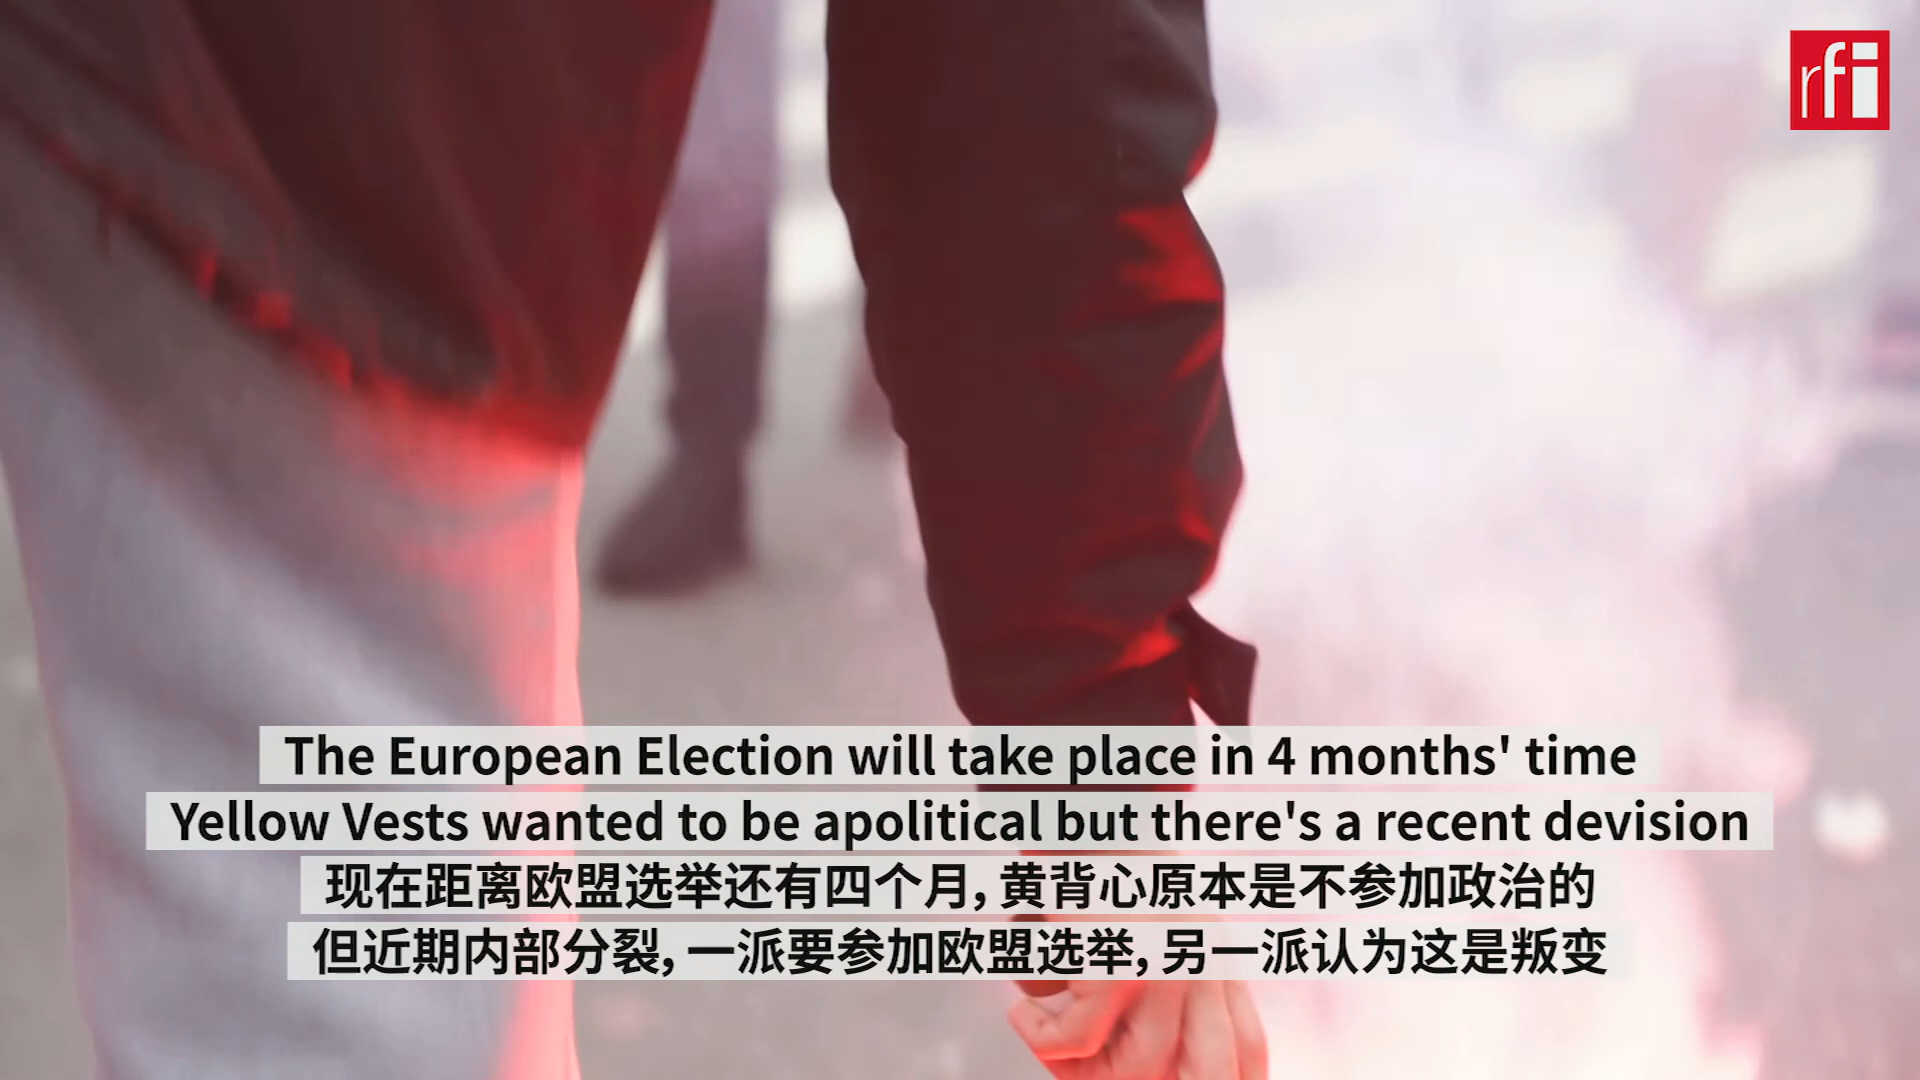 rfi
The European Election will take place in 4 months' time
Yellow Vests wanted to be apolitical but there's a recent devision
现在距离欧盟选举还有四个月，黄背心原本是不参加政治的
但近期内部分裂，一派要参加欧盟选举，另一派认为这是叛变